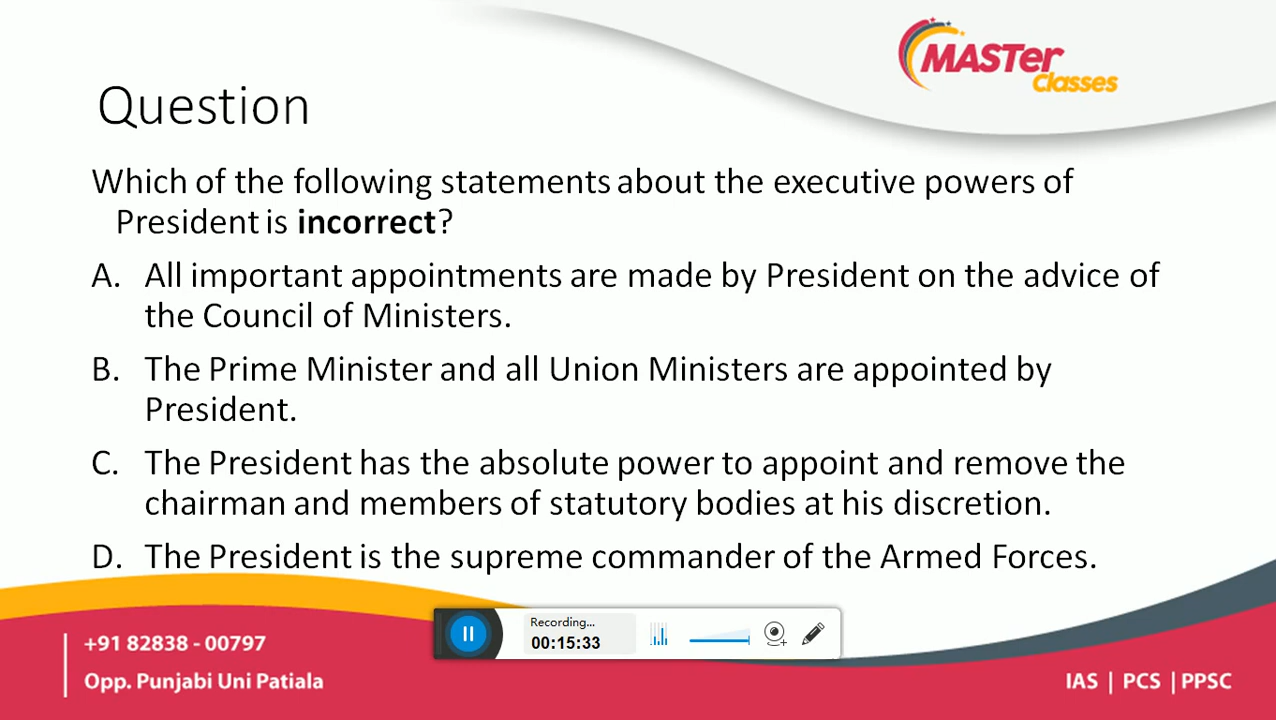 MASTer
Classes
Question
Which of the following statements about the executive powers of
President is incorrect?
A. All important appointments are made by President on the advice of
the Council of Ministers.
B. The Prime Minister and all Union Ministers are appointed by
President.
C. The President has the absolute power to appoint and remove the
chairman and members of statutory bodies at his discretion.
D. The President is the supreme commander of the Armed Forces.
Recording...
00:15:33
+91 82838 - 00797
Opp. Punjabi Uni Patiala
IAS | PCS | PPSC